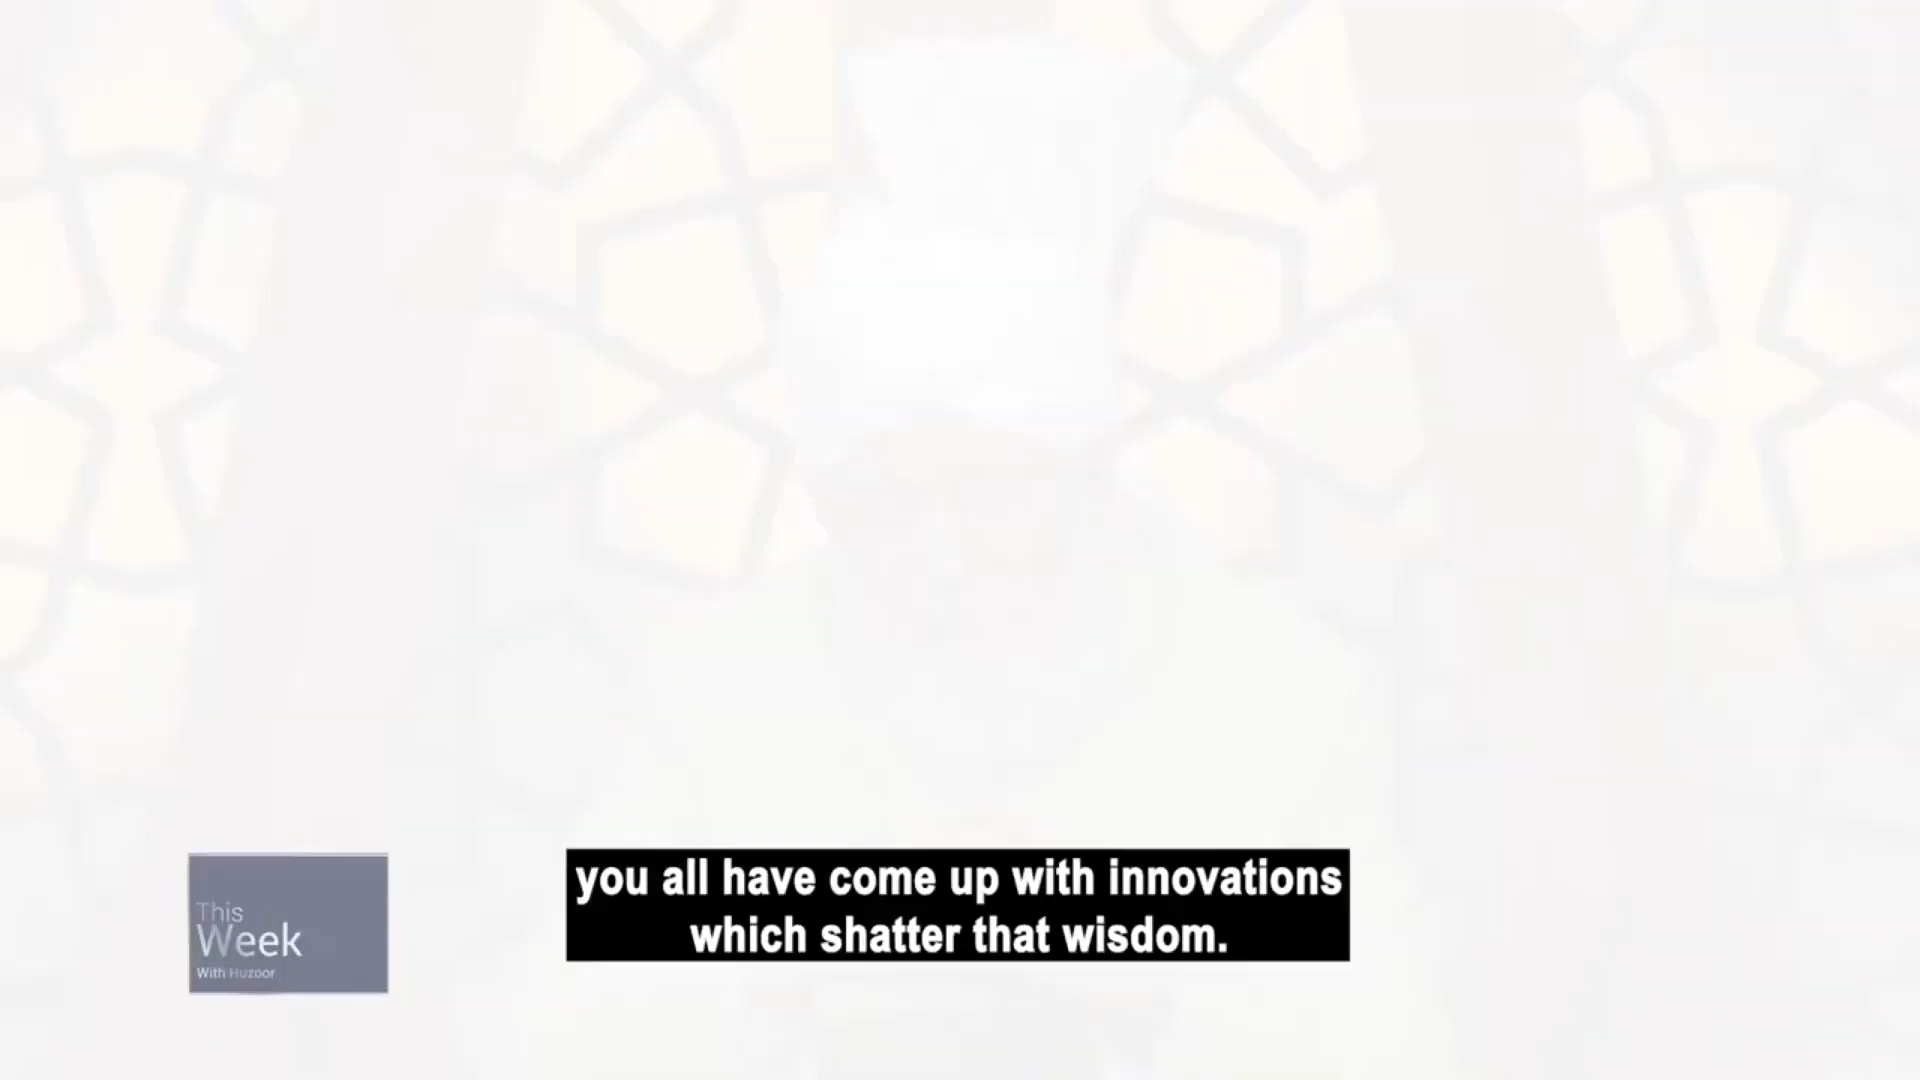 This
Week
With Huzoor
you all have come up with innovations
which shatter that wisdom.